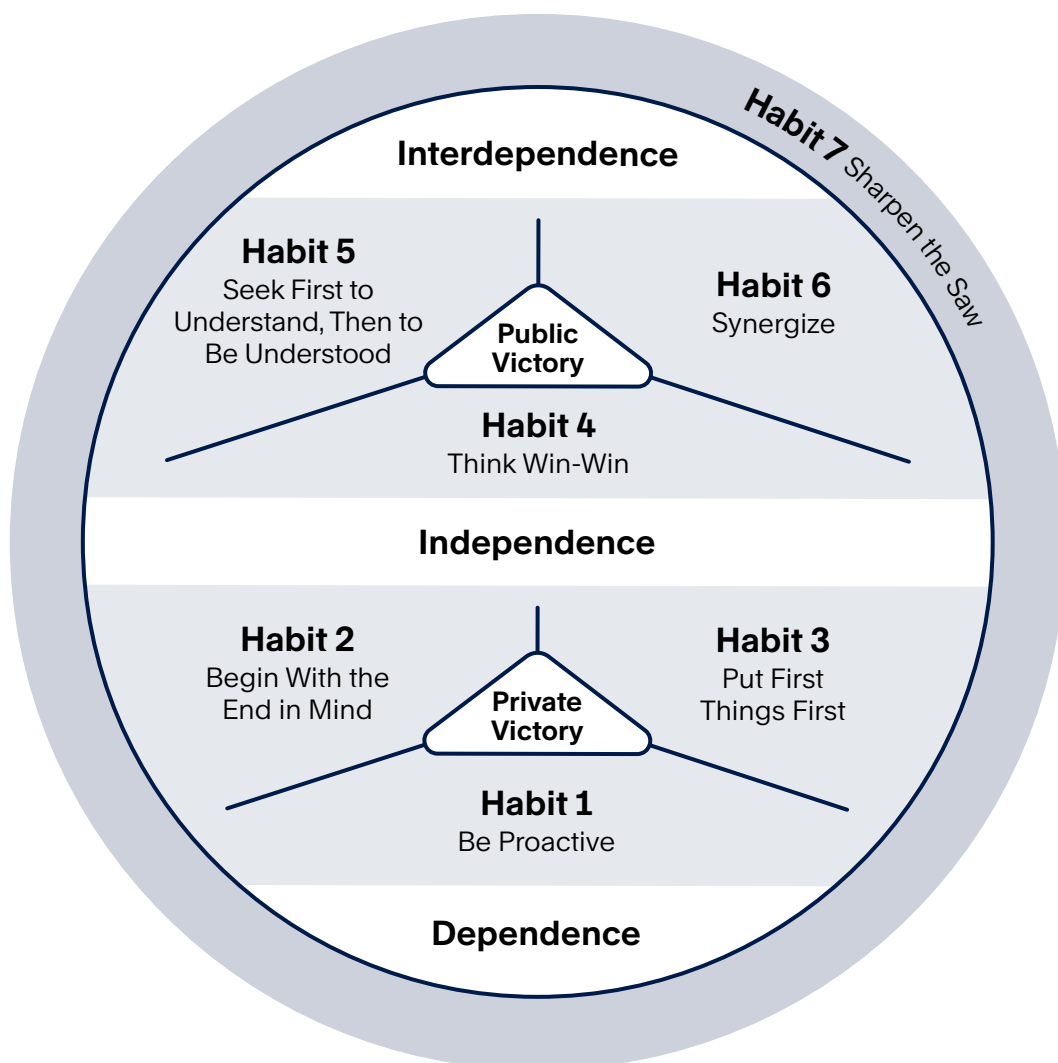 Habit 7 Sharpen the Saw
Interdependence
Habit 5
Seek First to
Understand, Then to
Be Understood
Habit 6
Synergize
Public
Victory
Habit 4
Think Win-Win
Independence
Habit 2
Begin With the
End in Mind
Habit 3
Put First
Things First
Private
Victory
Habit 1
Be Proactive
Dependence